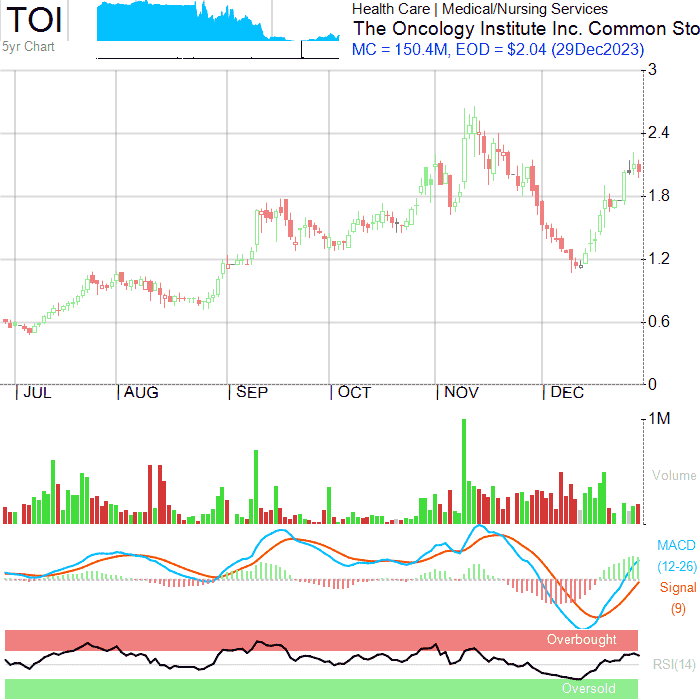 TOI
5yr Chart
Health Care | Medical/Nursing Services
The Oncology Institute Inc. Common Sto
MC = 150.4M, EOD = $2.04 (29Dec2023)
3
2.4
1.8
1.2
0.6
0
JUL AUG SEP OCT NOV DEC
1M
Volume
MACD
(12-26)
Signal
(9)
Overbought
RSI(14)
Oversold